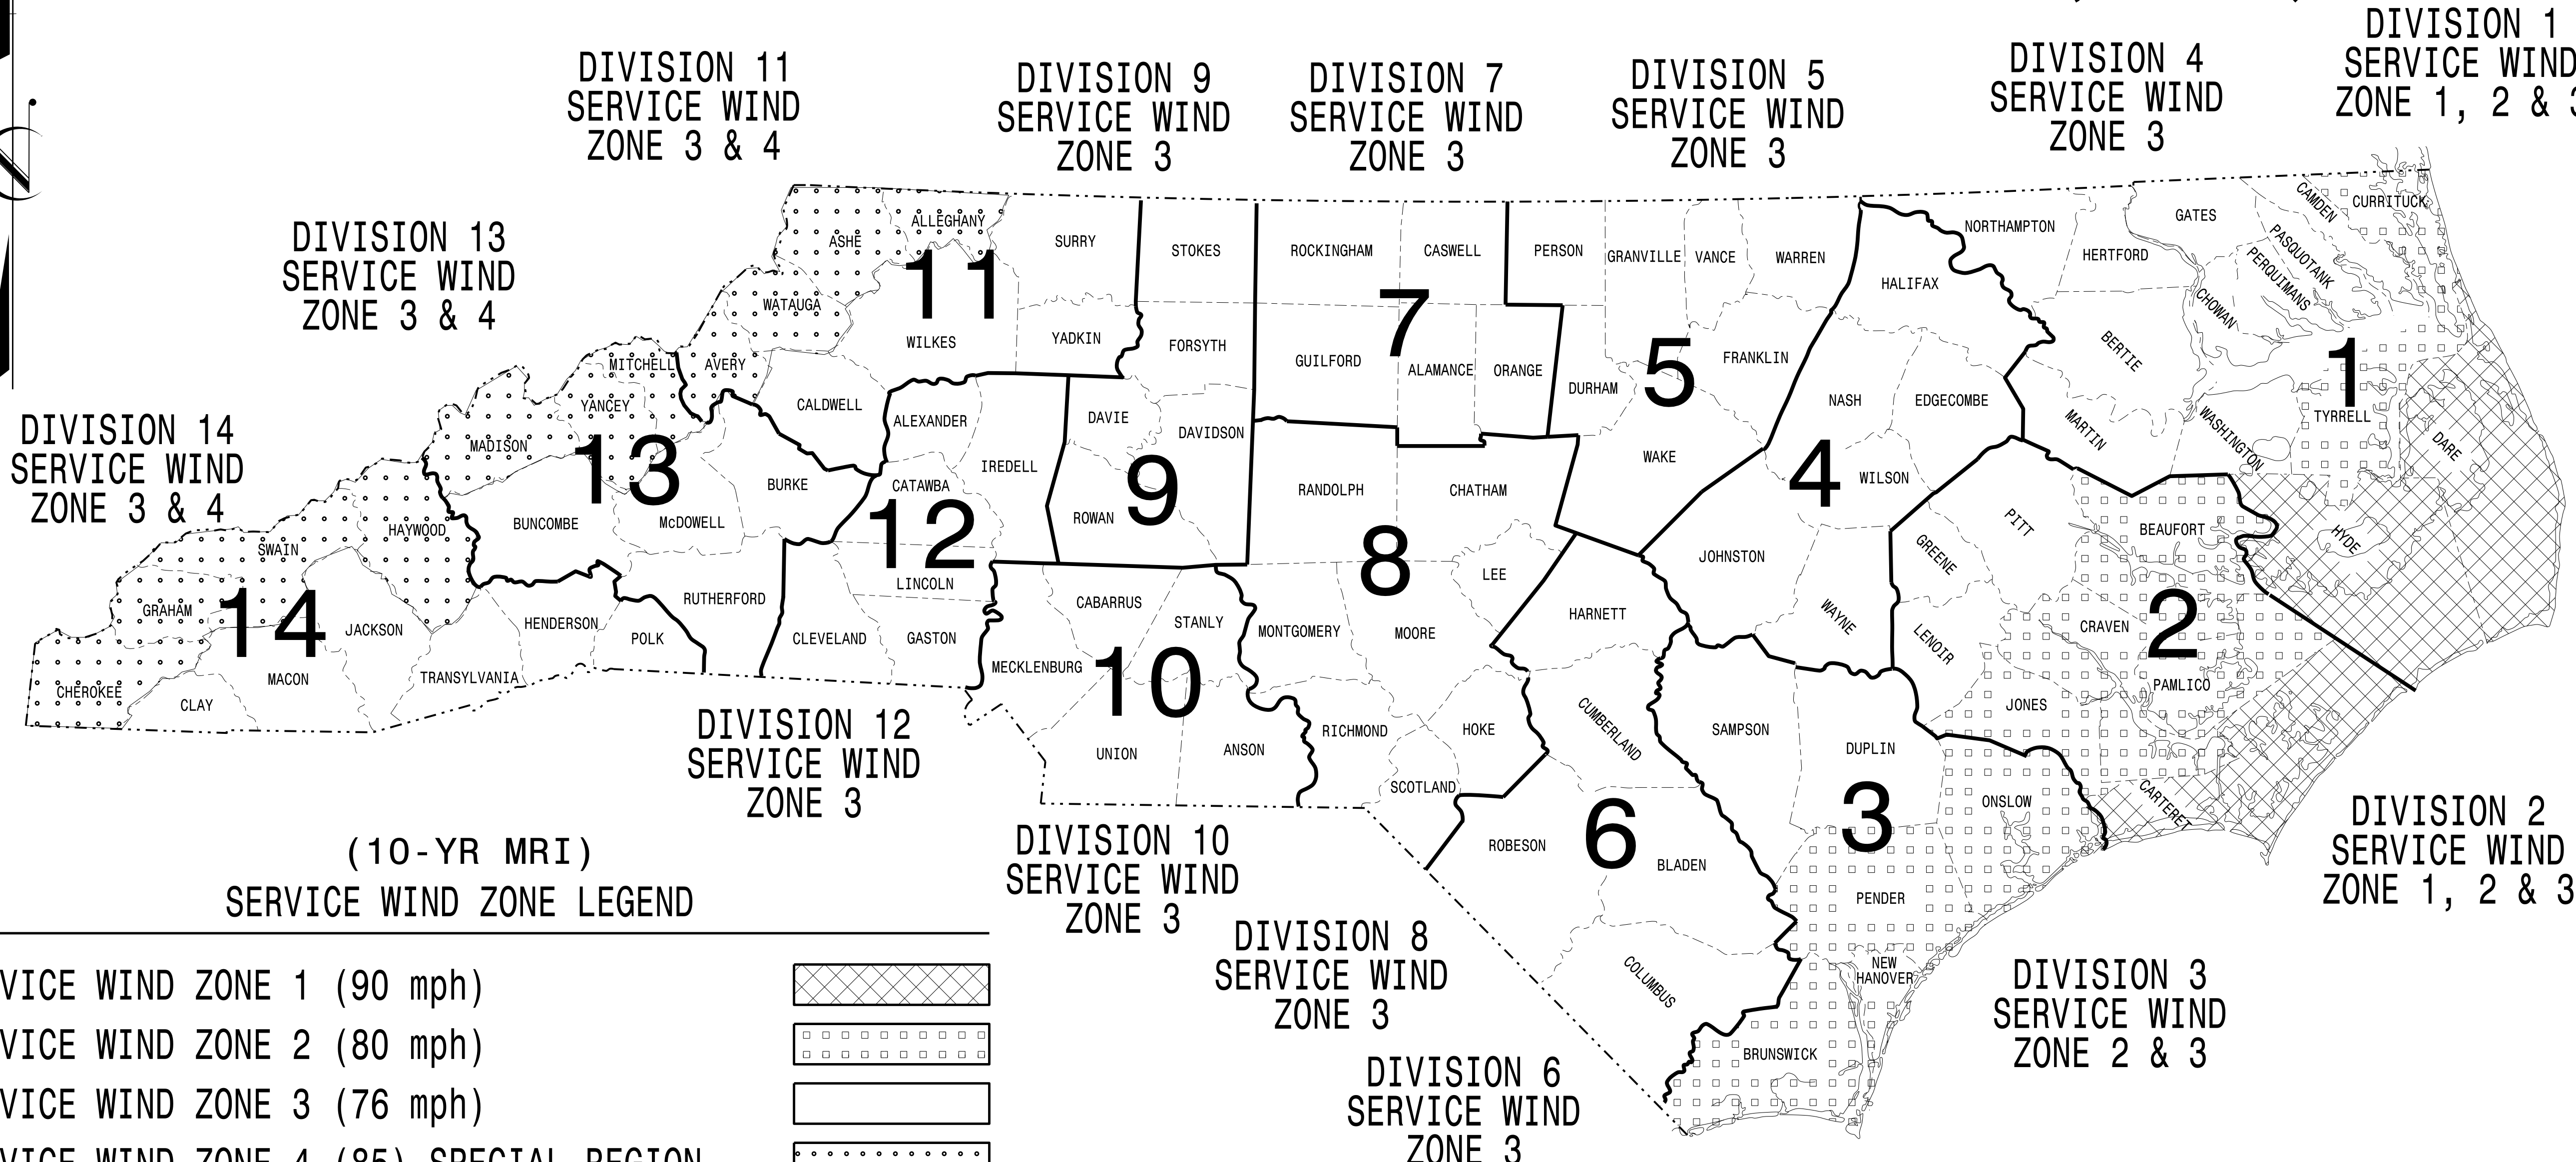 DIVISION 1
SERVICE WIND
ZONE 1, 2 & 3
DIVISION 4
SERVICE WIND
ZONE 3
DIVISION 5
SERVICE WIND
ZONE 3
DIVISION 7
SERVICE WIND
ZONE 3
DIVISION 9
SERVICE WIND
ZONE 3
DIVISION 11
SERVICE WIND
ZONE 3 & 4
DIVISION 13
SERVICE WIND
ZONE 3 & 4
DIVISION 14
SERVICE WIND
ZONE 3 & 4
CHEROKEE
GRAHAM
SWAIN
HAYWOOD
14
JACKSON
MACON
CLAY
TRANSYLVANIA
HENDERSON
POLK
MITCHELL
YANCEY
MADISON
13
BUNCOMBE
McDOWELL
BURKE
RUTHERFORD
ASHE
ALLEGHANY
SURRY
11
WATAUGA
WILKES
YADKIN
AVERY
CALDWELL
ALEXANDER
IREDELL
CATAWBA
12
LINCOLN
CLEVELAND
GASTON
STOKES
FORSYTH
DAVIE
DAVIDSON
9
ROWAN
CABARRUS
STANLY
MECKLENBURG
10
UNION
ANSON
ROCKINGHAM
CASWELL
7
GUILFORD
ALAMANCE
ORANGE
RANDOLPH
CHATHAM
8
LEE
MONTGOMERY
MOORE
RICHMOND
HOKE
SCOTLAND
PERSON
GRANVILLE
VANCE
WARREN
5
FRANKLIN
DURHAM
WAKE
HALIFAX
NASH
EDGECOMBE
4
WILSON
JOHNSTON
WAYNE
HARNETT
CUMBERLAND
6
ROBESON
BLADEN
COLUMBUS
SAMPSON
DUPLIN
3
ONSLOW
PENDER
NEW
HANOVER
BRUNSWICK
NORTHAMPTON
HERTFORD
GATES
CAMDEN
CURRITUCK
PASQUOTANK
PERQUIMANS
CHOWAN
BERTIE
1
TYRRELL
MARTIN
WASHINGTON
DARE
HYDE
PITT
BEAUFORT
GREENE
2
CRAVEN
LENOIR
PAMLICO
JONES
CARTERET
DIVISION 12
SERVICE WIND
ZONE 3
DIVISION 10
SERVICE WIND
ZONE 3
DIVISION 8
SERVICE WIND
ZONE 3
DIVISION 6
SERVICE WIND
ZONE 3
DIVISION 3
SERVICE WIND
ZONE 2 & 3
DIVISION 2
SERVICE WIND
ZONE 1, 2 & 3
(10-YR MRI)
SERVICE WIND ZONE LEGEND
VICE WIND ZONE 1 (90 mph)
VICE WIND ZONE 2 (80 mph)
VICE WIND ZONE 3 (76 mph)
VICE WIND ZONE 4 (85) SPECIAL REGION